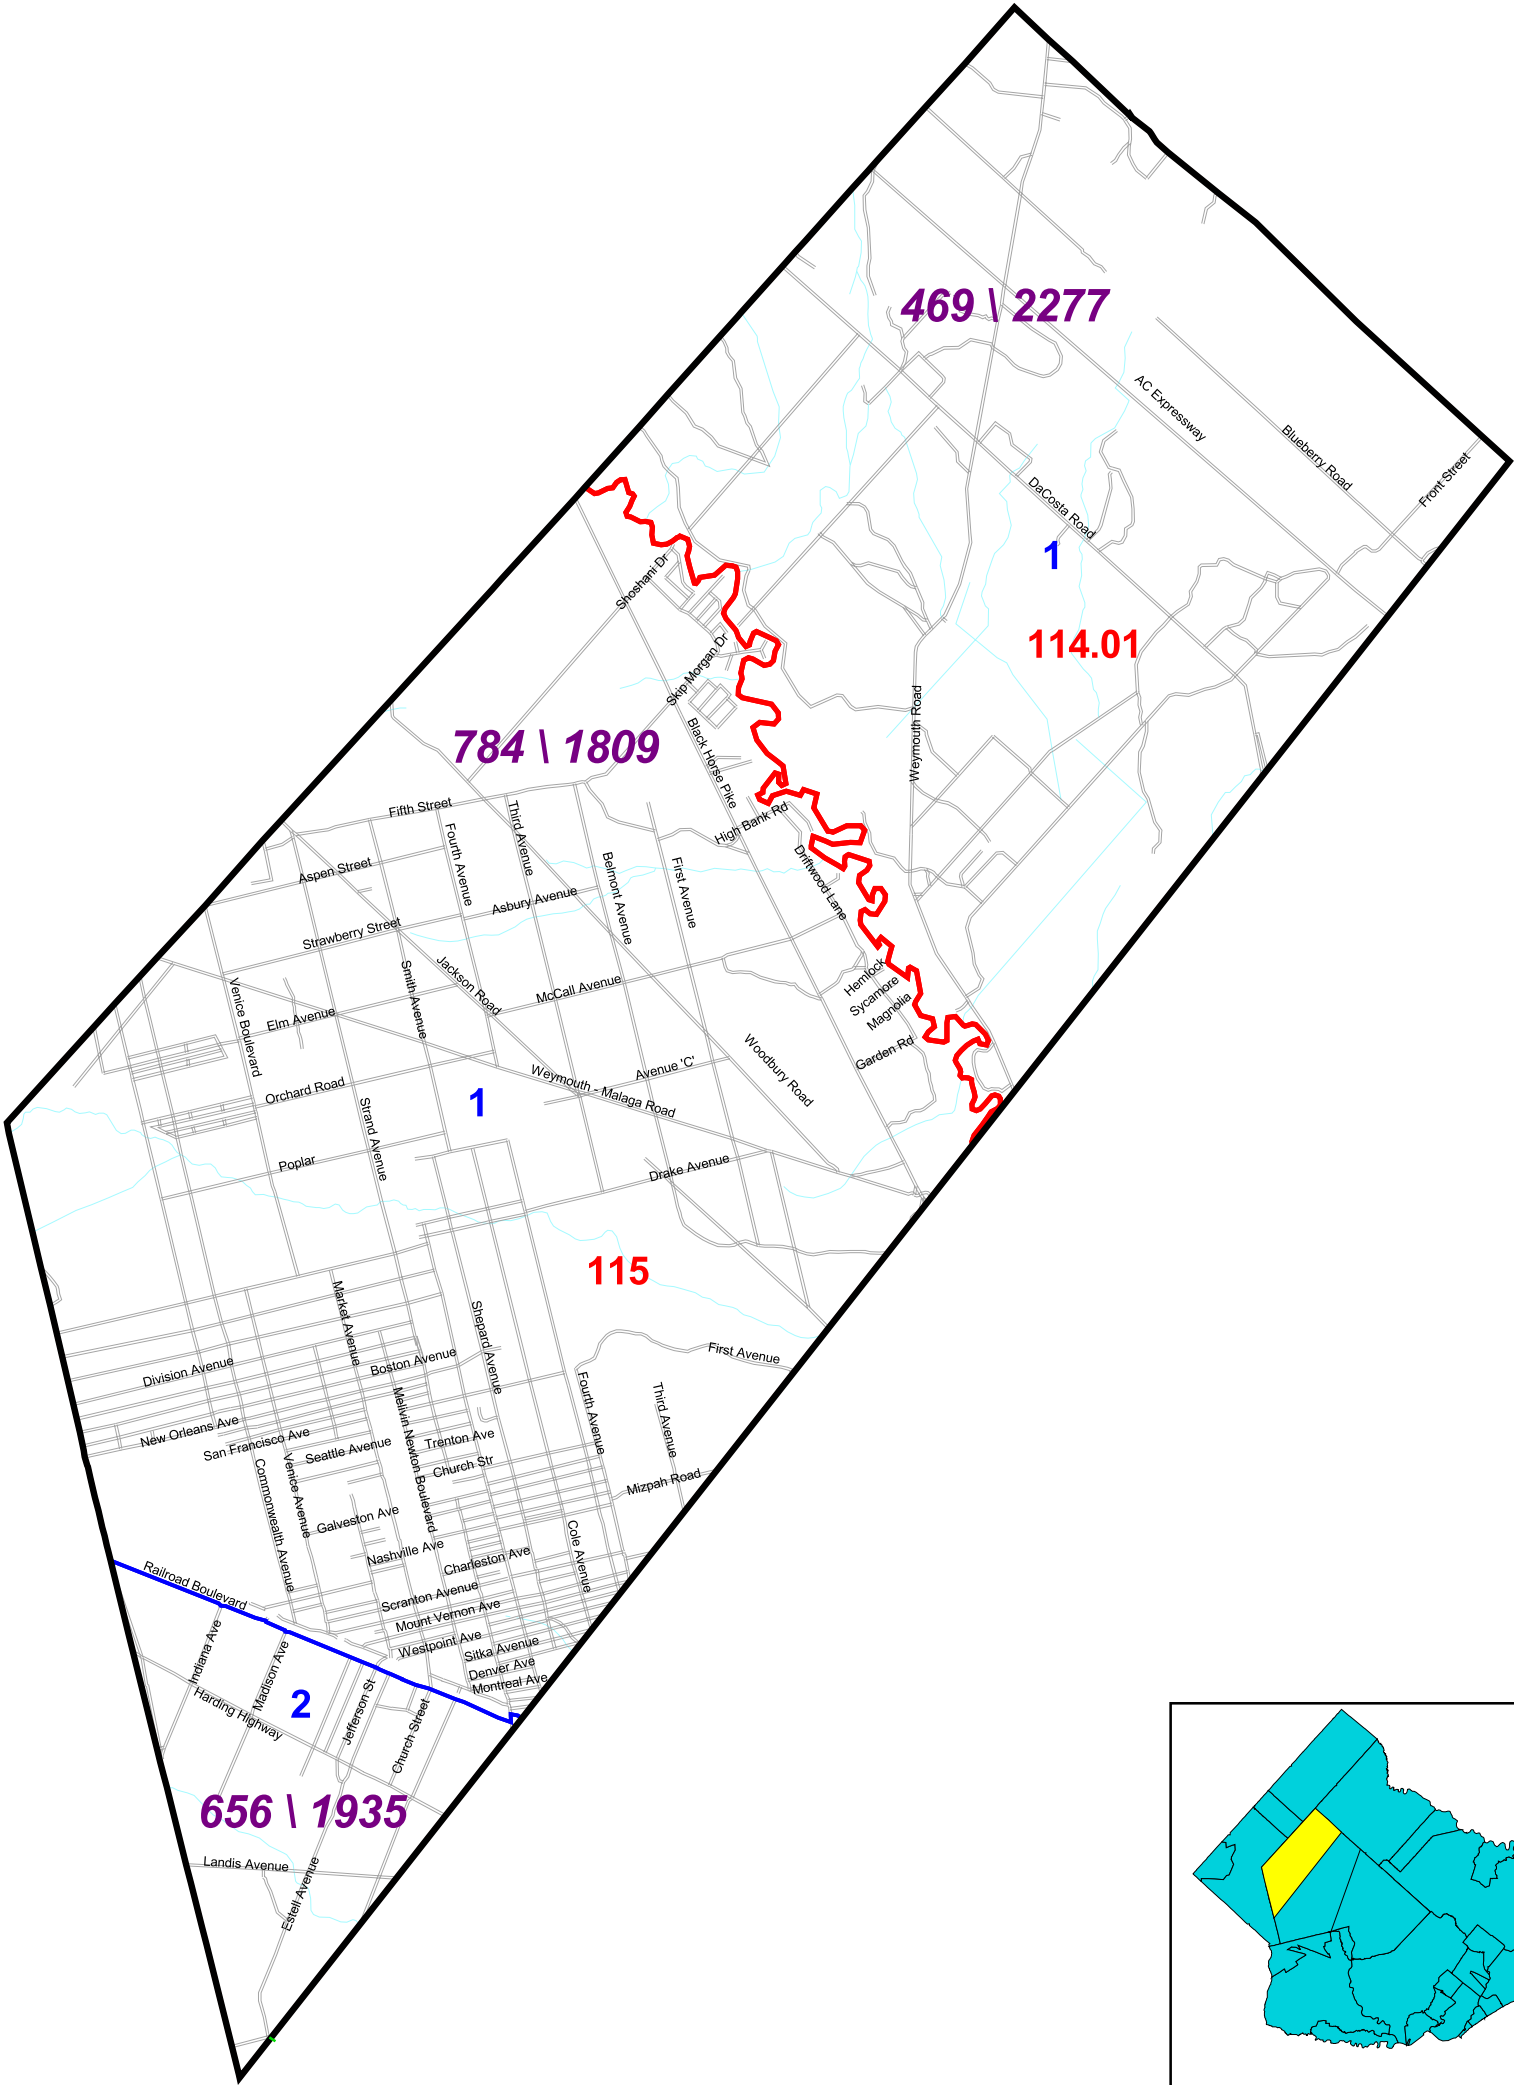 469 \ 2277
AC Expressway
Blueberry Road
Front Street
DaCosta Road
1
114.01
Shoshani Dr
Skip Morgan Dr
Weymouth Road
784 \ 1809
Black Horse Pike
Fifth Street
Third Avenue
High Bank Rd
Fourth Avenue
Aspen Street
Belmont Avenue
First Avenue
Driftwood Lane
Asbury Avenue
Strawberry Street
Jackson Road
Smith Avenue
Hemlock
Sycamore
Magnolia
McCall Avenue
Venice Boulevard
Elm Avenue
Garden Rd
Woodbury Road
Avenue 'C'
Weymouth - Malaga Road
Orchard Road
1
Strand Avenue
Poplar
Drake Avenue
115
Market Avenue
Shepard Avenue
First Avenue
Boston Avenue
Division Avenue
Fourth Avenue
Third Avenue
Melivin Newton Boulevard
New Orleans Ave
San Francisco Ave
Seattle Avenue
Trenton Ave
Church Str
Venice Avenue
Commonwealth Avenue
Mizpah Road
Galveston Ave
Cole Avenue
Nashville Ave
Charleston Ave
Railroad Boulevard
Scranton Avenue
Mount Vernon Ave
Westpoint Ave
Sitka Avenue
Denver Ave
Montreal Ave
Indiana Ave
Madison Ave
Harding Highway
2
Jefferson St
Church Street
656 \ 1935
Landis Avenue
Estell Avenue